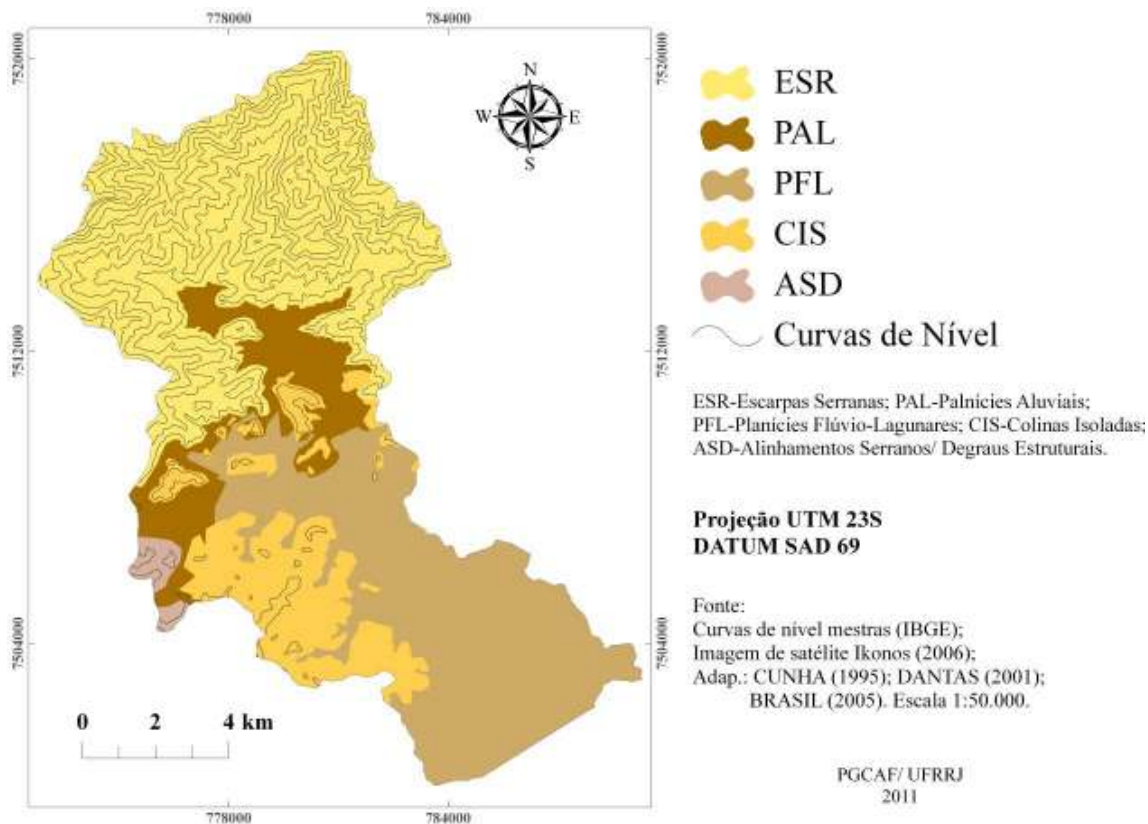 778000
784000
7520000
7520000
N
W
E
S
ESR
PAL
PFL
CIS
ASD
Curvas de Nível
7512000
7512000
ESR-Escarpas Serranas; PAL-Palnícies Aluviais;
PFL-Planícies Flúvio-Lagunares; CIS-Colinas Isoladas;
ASD-Alinhamentos Serranos/ Degraus Estruturais.
Projeção UTM 23S
DATUM SAD 69
Fonte:
Curvas de nível mestras (IBGE);
Imagem de satélite Ikonos (2006);
Adap.: CUNHA (1995); DANTAS (2001);
BRASIL (2005). Escala 1:50.000.
7504000
7504000
0 2 4 km
PGCAF/ UFRRJ
2011
778000
784000